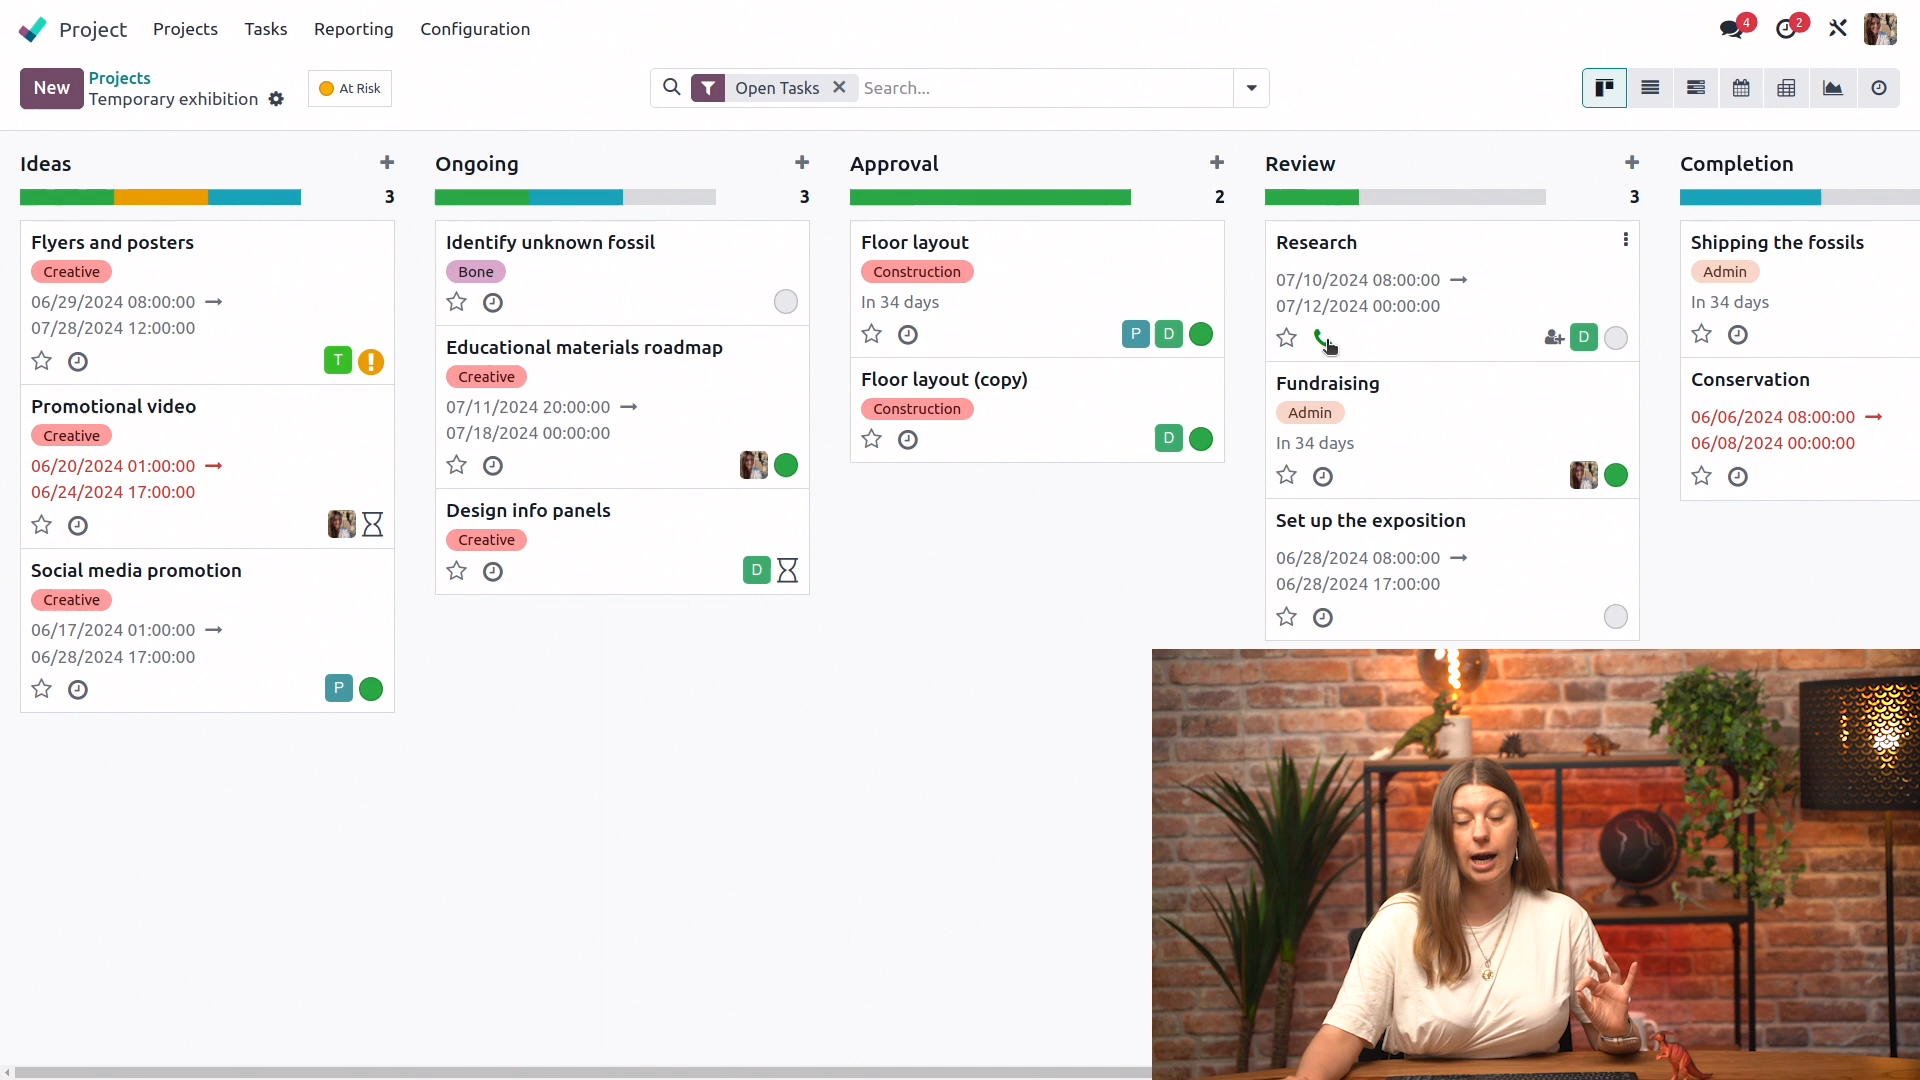 Project
Projects
Tasks
Reporting
Configuration
4
2
New
Projects
Temporary exhibition
At Risk
Open Tasks
Search...
Ideas
3
Flyers and posters
Creative
06/29/2024 08:00:00 →
07/28/2024 12:00:00
T
Promotional video
Creative
06/20/2024 01:00:00 →
06/24/2024 17:00:00
Social media promotion
Creative
06/17/2024 01:00:00 →
06/28/2024 17:00:00
P
Ongoing
3
Identify unknown fossil
Bone
Educational materials roadmap
Creative
07/11/2024 20:00:00 →
07/18/2024 00:00:00
Design info panels
Creative
D
Approval
2
Floor layout
Construction
In 34 days
P D
Floor layout (copy)
Construction
D
Review
3
Research
07/10/2024 08:00:00 →
07/12/2024 00:00:00
D
Fundraising
Admin
In 34 days
Set up the exposition
06/28/2024 08:00:00 →
06/28/2024 17:00:00
Completion
Shipping the fossils
Admin
In 34 days
Conservation
06/06/2024 08:00:00 →
06/08/2024 00:00:00